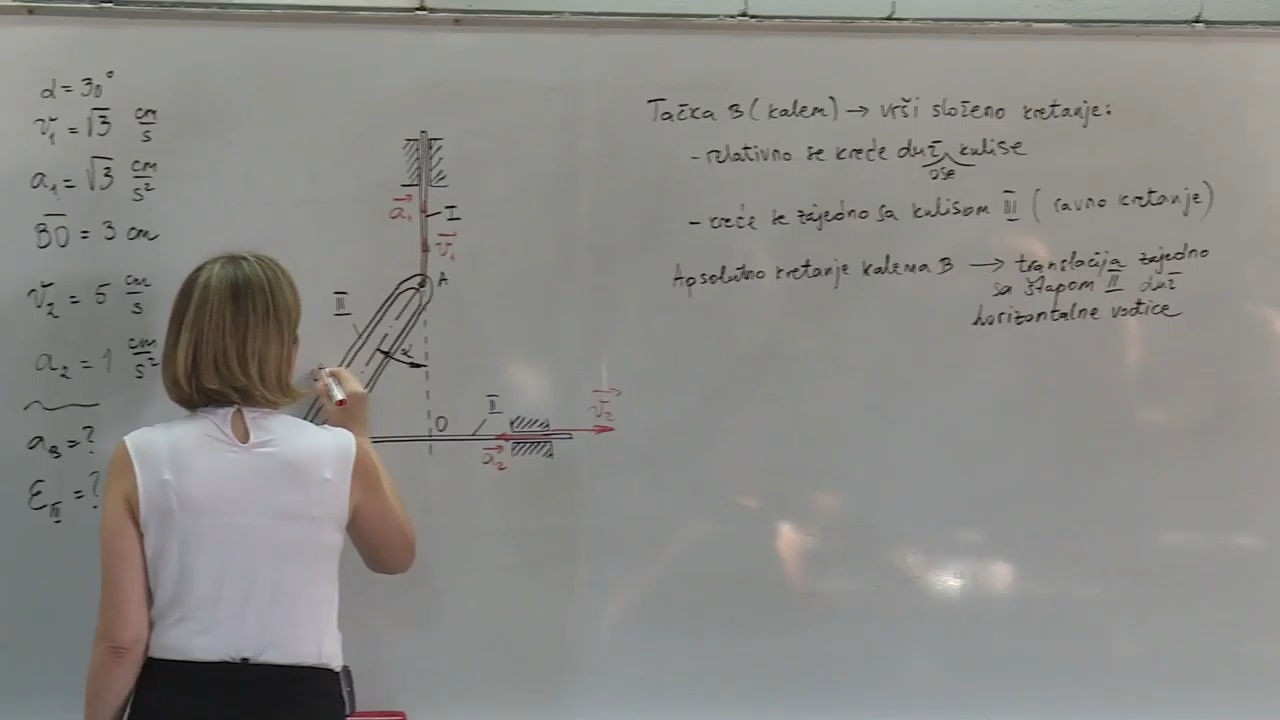 α = 30°
v₁ = √3 cm/s
a₁ = √3 cm/s²
BO = 3 cm
v₂ = 5 cm/s
a₂ = 1 cm/s²
a_B = ?
ε_III = ?
a₁
I
v₁
A
III
α
O
II
v₂
a₂
Tačka B (kalem) → vrši složeno kretanje:
- relativno se kreće duž kulise
ose
- kreće se zajedno sa kulisom III (ravno kretanje)
Apsolutno kretanje kalema B → translacija zajedno
sa štapom II duž
horizontalne vođice